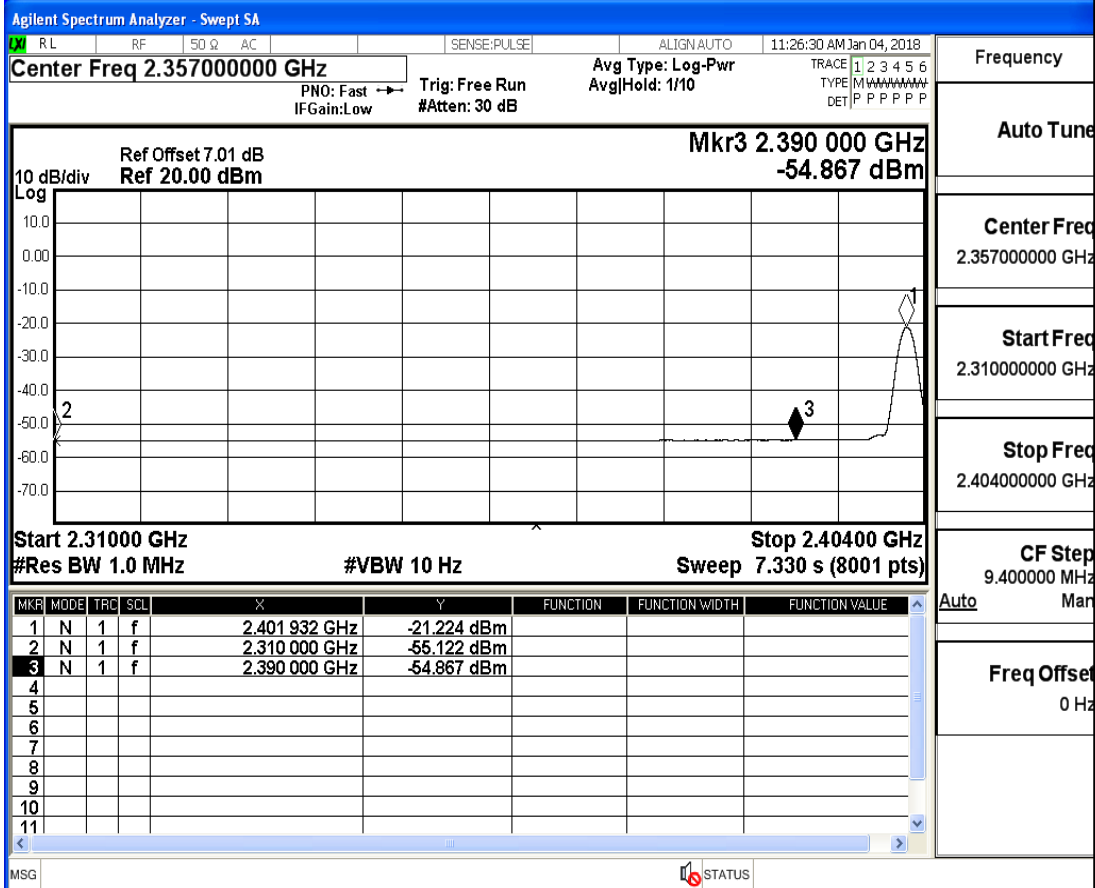 Agilent Spectrum Analyzer - Swept SA
LXI RL RF 50 Ω AC SENSE:PULSE ALIGN AUTO 11:26:30 AM Jan 04, 2018
Center Freq 2.357000000 GHz
PNO: Fast
IFGain:Low
Trig: Free Run
#Atten: 30 dB
Avg Type: Log-Pwr
Avg|Hold: 1/10
TRACE 1 2 3 4 5 6
TYPE M W W W W W
DET P P P P P P
Mkr3 2.390 000 GHz
-54.867 dBm
Ref Offset 7.01 dB
10 dB/div Ref 20.00 dBm
Log
10.0
0.00
-10.0
-20.0
-30.0
-40.0
-50.0
-60.0
-70.0
1
2
3
Start 2.31000 GHz Stop 2.40400 GHz
#Res BW 1.0 MHz #VBW 10 Hz Sweep 7.330 s (8001 pts)
MKR MODE TRC SCL X Y FUNCTION FUNCTION WIDTH FUNCTION VALUE
1 N 1 f 2.401 932 GHz -21.224 dBm
2 N 1 f 2.310 000 GHz -55.122 dBm
3 N 1 f 2.390 000 GHz -54.867 dBm
4
5
6
7
8
9
10
11
MSG STATUS
Frequency
Auto Tune
Center Freq
2.357000000 GHz
Start Freq
2.310000000 GHz
Stop Freq
2.404000000 GHz
CF Step
9.400000 MHz
Auto Man
Freq Offset
0 Hz